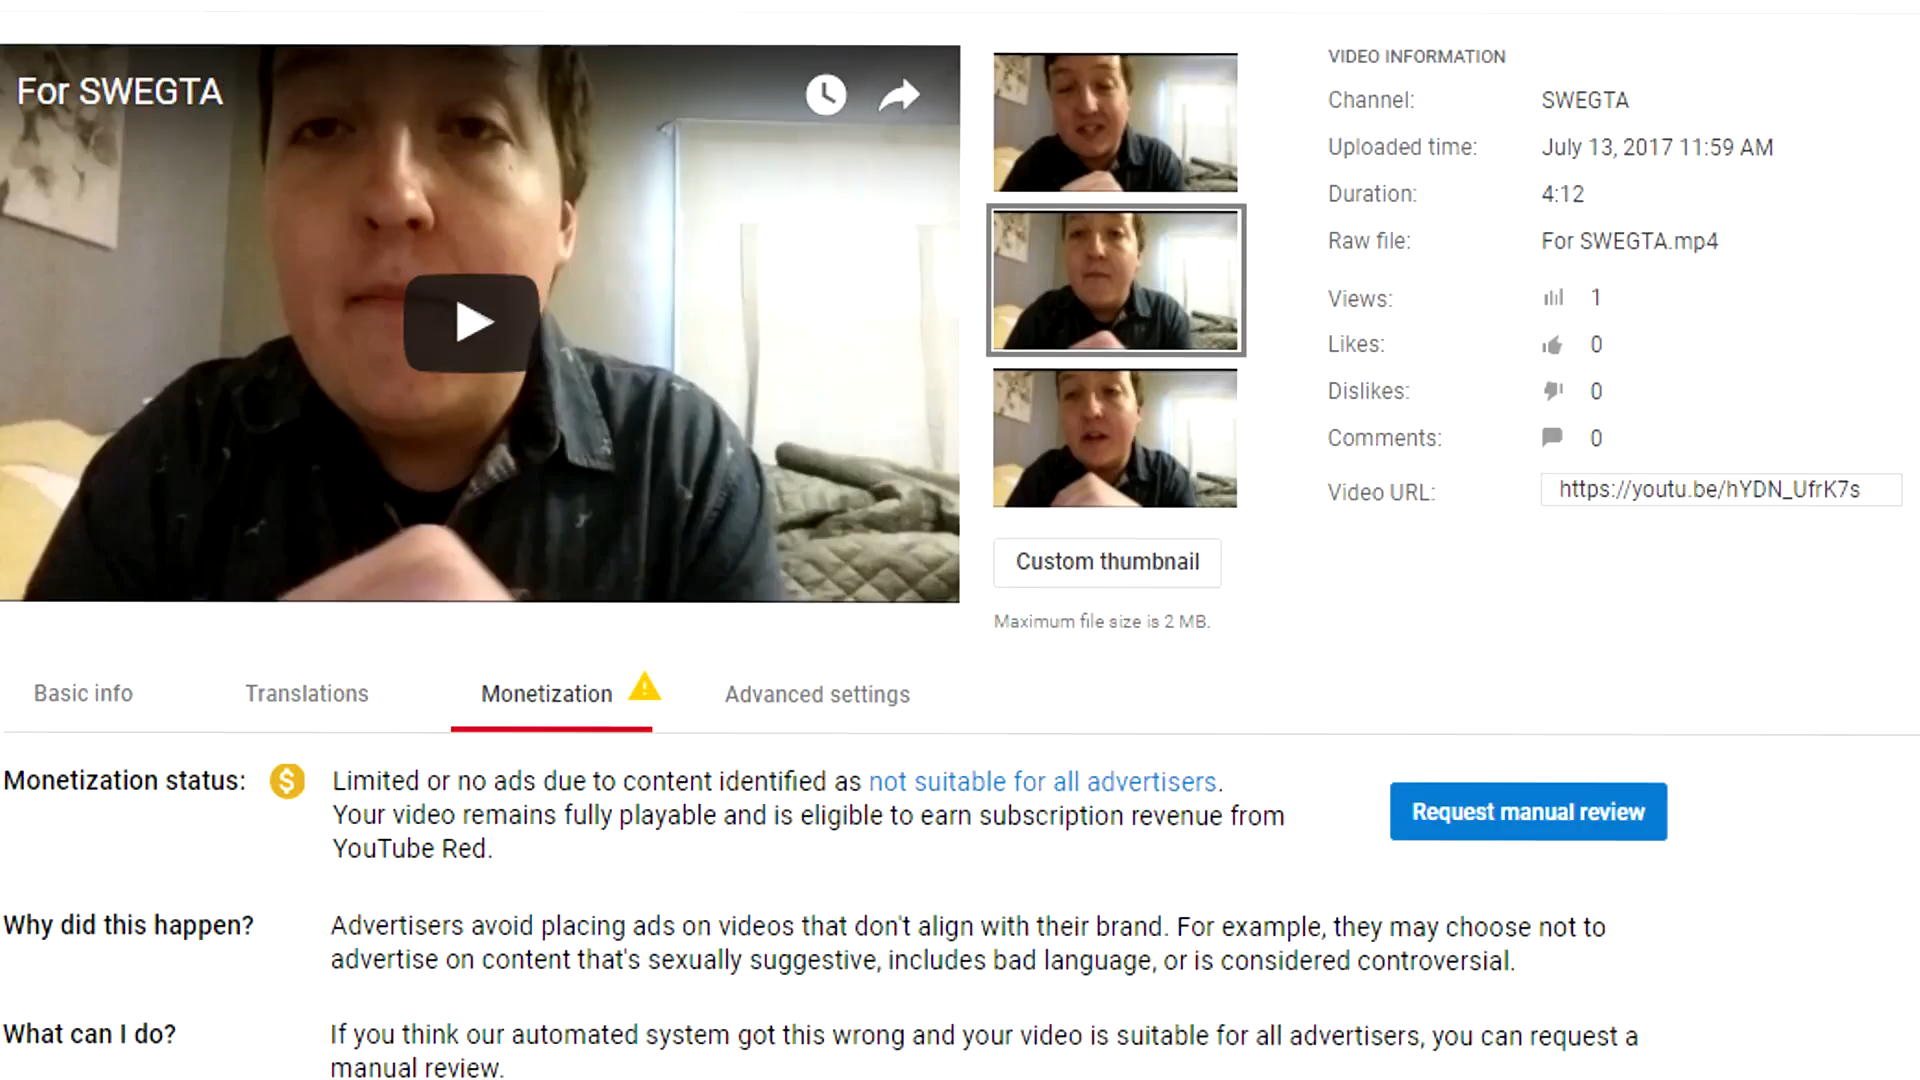 For SWEGTA
Custom thumbnail
Maximum file size is 2 MB.
VIDEO INFORMATION
Channel: SWEGTA
Uploaded time: July 13, 2017 11:59 AM
Duration: 4:12
Raw file: For SWEGTA.mp4
Views: 1
Likes: 0
Dislikes: 0
Comments: 0
Video URL: https://youtu.be/hYDN_UfrK7s
Basic info Translations Monetization Advanced settings
Monetization status: $ Limited or no ads due to content identified as not suitable for all advertisers.
Your video remains fully playable and is eligible to earn subscription revenue from
YouTube Red.
Request manual review
Why did this happen? Advertisers avoid placing ads on videos that don't align with their brand. For example, they may choose not to
advertise on content that's sexually suggestive, includes bad language, or is considered controversial.
What can I do? If you think our automated system got this wrong and your video is suitable for all advertisers, you can request a
manual review.